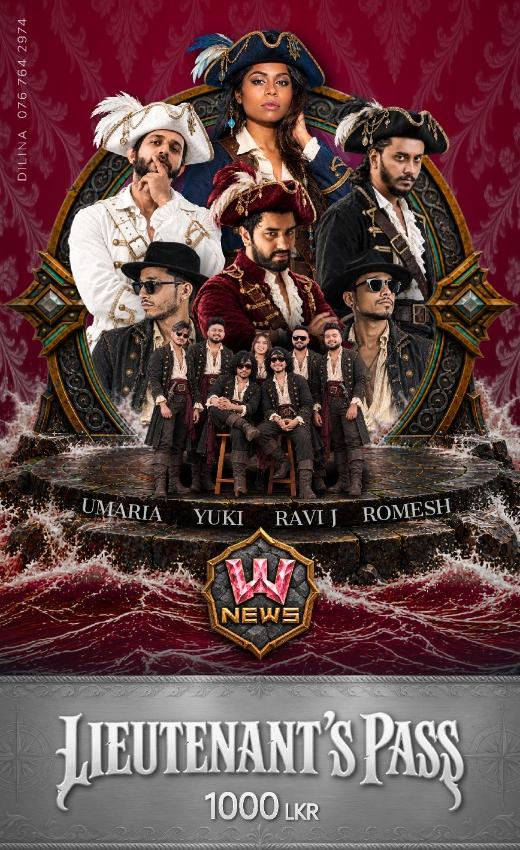 DILINA 076 764 2974
UMARIA YUKI RAVI J ROMESH
W
NEWS
LIEUTENANT'S PASS
1000 LKR